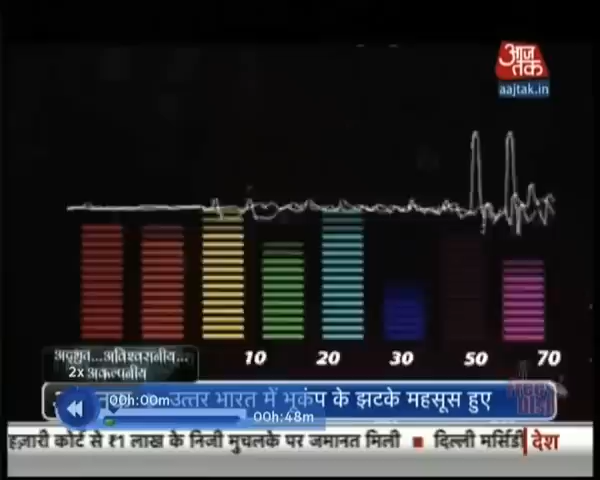 आज
तक
aajtak.in
10 20 30 50 70
अद्भुत...अविश्वसनीय...
2x अकल्पनीय
00h:00m
उत्तर भारत में भूकंप के झटके महसूस हुए
00h:48m
हज़ारी कोर्ट से ₹1 लाख के निजी मुचलके पर जमानत मिली ■ दिल्ली मर्सिडी देश